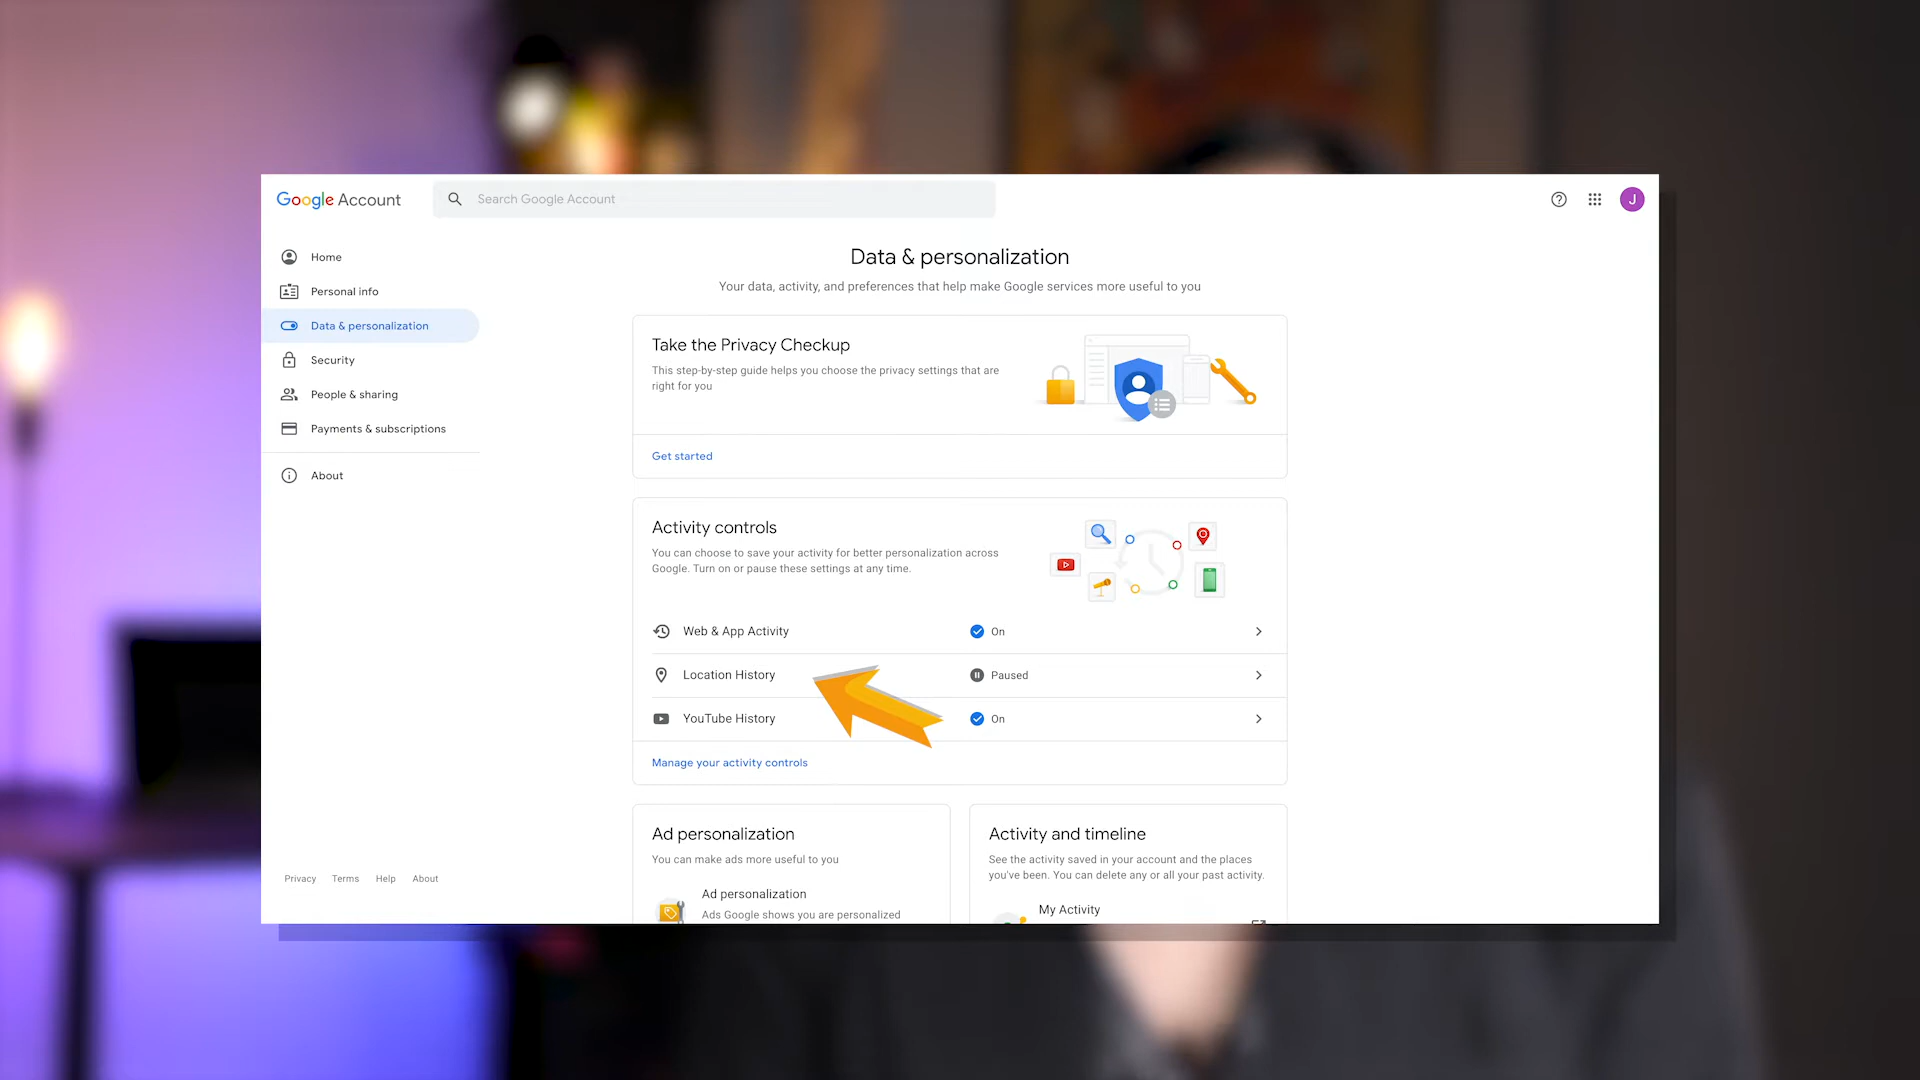 Google Account
Search Google Account
J
Home
Personal info
Data & personalization
Security
People & sharing
Payments & subscriptions
About
Privacy
Terms
Help
About
Data & personalization
Your data, activity, and preferences that help make Google services more useful to you
Take the Privacy Checkup
This step-by-step guide helps you choose the privacy settings that are
right for you
Get started
Activity controls
You can choose to save your activity for better personalization across
Google. Turn on or pause these settings at any time.
Web & App Activity
On
Location History
Paused
YouTube History
On
Manage your activity controls
Ad personalization
You can make ads more useful to you
Ad personalization
Ads Google shows you are personalized
Activity and timeline
See the activity saved in your account and the places
you've been. You can delete any or all your past activity.
My Activity